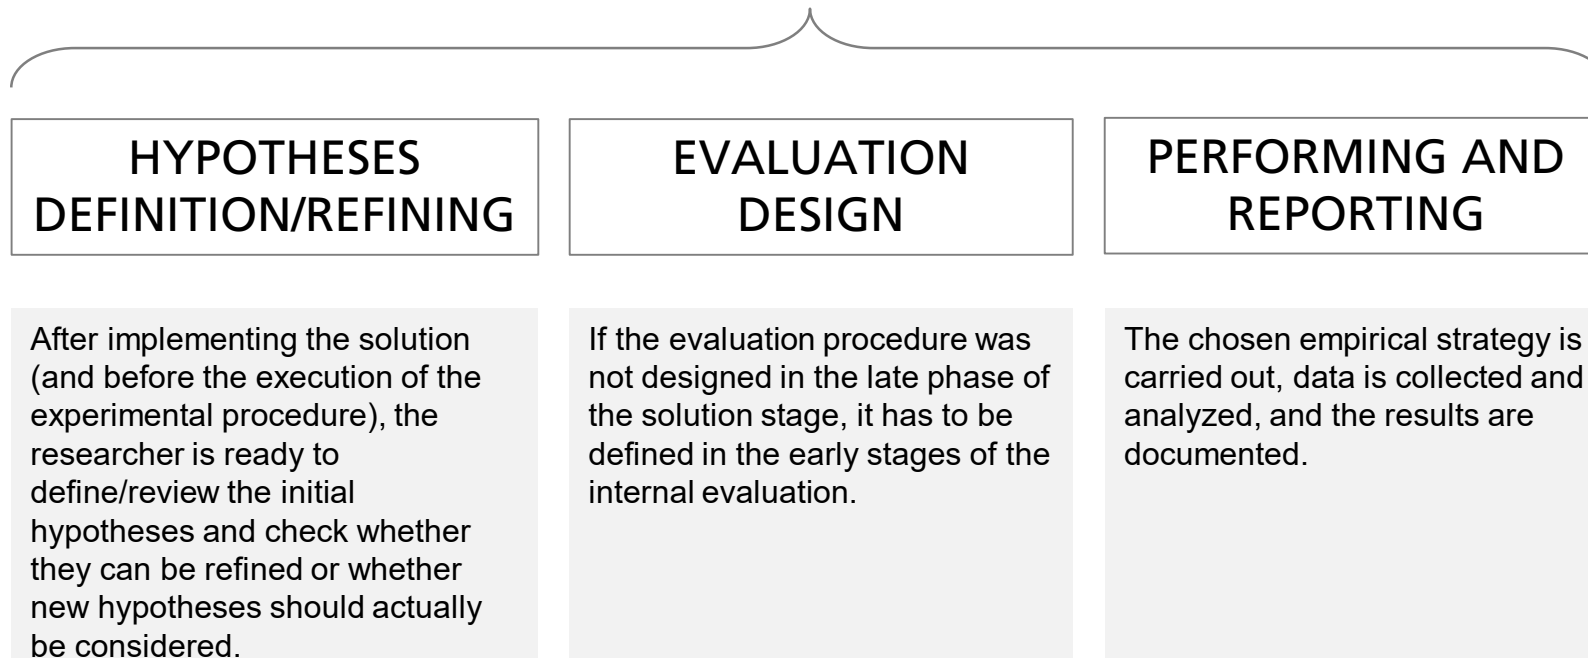 HYPOTHESES
DEFINITION/REFINING
After implementing the solution
(and before the execution of the
experimental procedure), the
researcher is ready to
define/review the initial
hypotheses and check whether
they can be refined or whether
new hypotheses should actually
be considered.
EVALUATION
DESIGN
If the evaluation procedure was
not designed in the late phase of
the solution stage, it has to be
defined in the early stages of the
internal evaluation.
PERFORMING AND
REPORTING
The chosen empirical strategy is
carried out, data is collected and
analyzed, and the results are
documented.